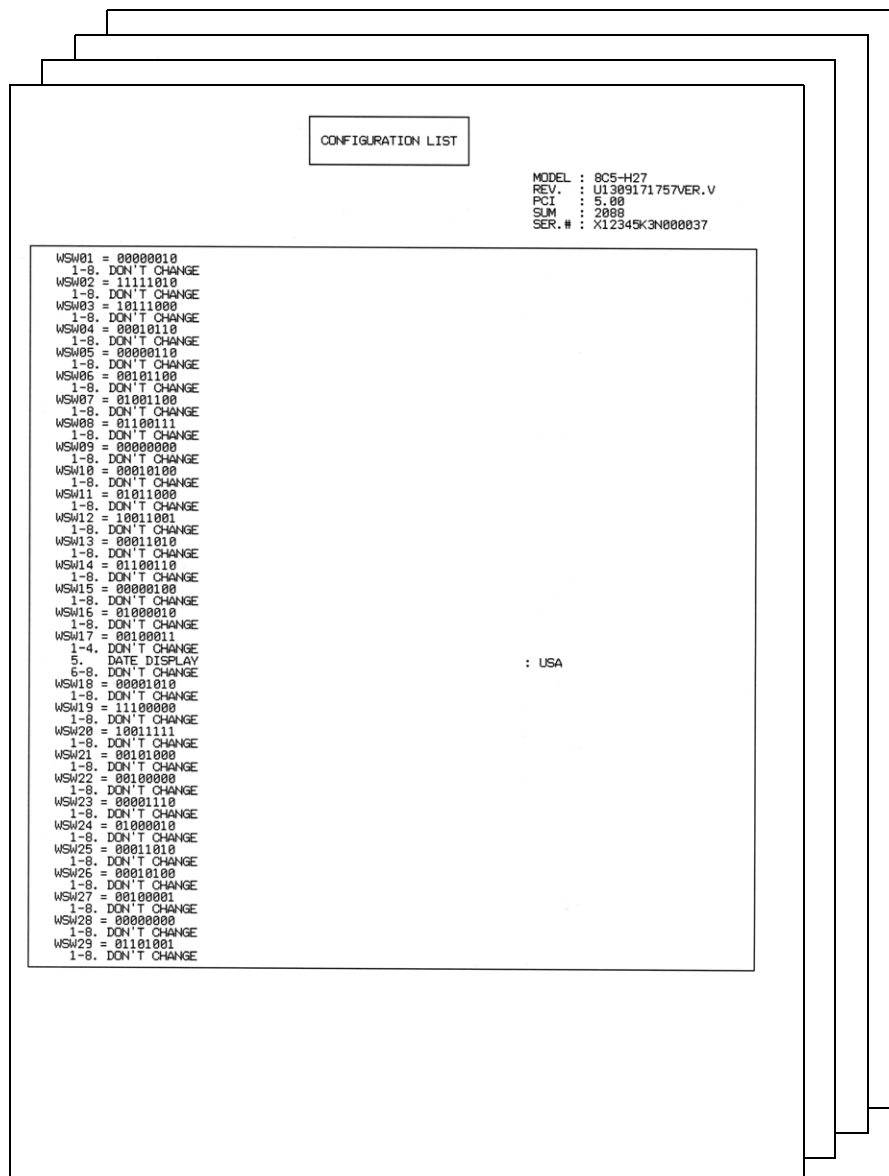 CONFIGURATION LIST
MODEL : 8C5-H27
REV. : U1309171757VER.V
PCI : 5.00
SUM : 2088
SER.# : X12345K3N000037
WSW01 = 00000010
1-8. DON'T CHANGE
WSW02 = 11111010
1-8. DON'T CHANGE
WSW03 = 10111000
1-8. DON'T CHANGE
WSW04 = 00010110
1-8. DON'T CHANGE
WSW05 = 00000110
1-8. DON'T CHANGE
WSW06 = 00101100
1-8. DON'T CHANGE
WSW07 = 01001100
1-8. DON'T CHANGE
WSW08 = 01100111
1-8. DON'T CHANGE
WSW09 = 00000000
1-8. DON'T CHANGE
WSW10 = 00010100
1-8. DON'T CHANGE
WSW11 = 01011000
1-8. DON'T CHANGE
WSW12 = 10011001
1-8. DON'T CHANGE
WSW13 = 00011010
1-8. DON'T CHANGE
WSW14 = 01100110
1-8. DON'T CHANGE
WSW15 = 00000100
1-8. DON'T CHANGE
WSW16 = 01000010
1-8. DON'T CHANGE
WSW17 = 00100011
1-4. DON'T CHANGE
5. DATE DISPLAY : USA
6-8. DON'T CHANGE
WSW18 = 00001010
1-8. DON'T CHANGE
WSW19 = 11100000
1-8. DON'T CHANGE
WSW20 = 10011111
1-8. DON'T CHANGE
WSW21 = 00101000
1-8. DON'T CHANGE
WSW22 = 00100000
1-8. DON'T CHANGE
WSW23 = 00001110
1-8. DON'T CHANGE
WSW24 = 01000010
1-8. DON'T CHANGE
WSW25 = 00011010
1-8. DON'T CHANGE
WSW26 = 00010100
1-8. DON'T CHANGE
WSW27 = 00100001
1-8. DON'T CHANGE
WSW28 = 00000000
1-8. DON'T CHANGE
WSW29 = 01101001
1-8. DON'T CHANGE